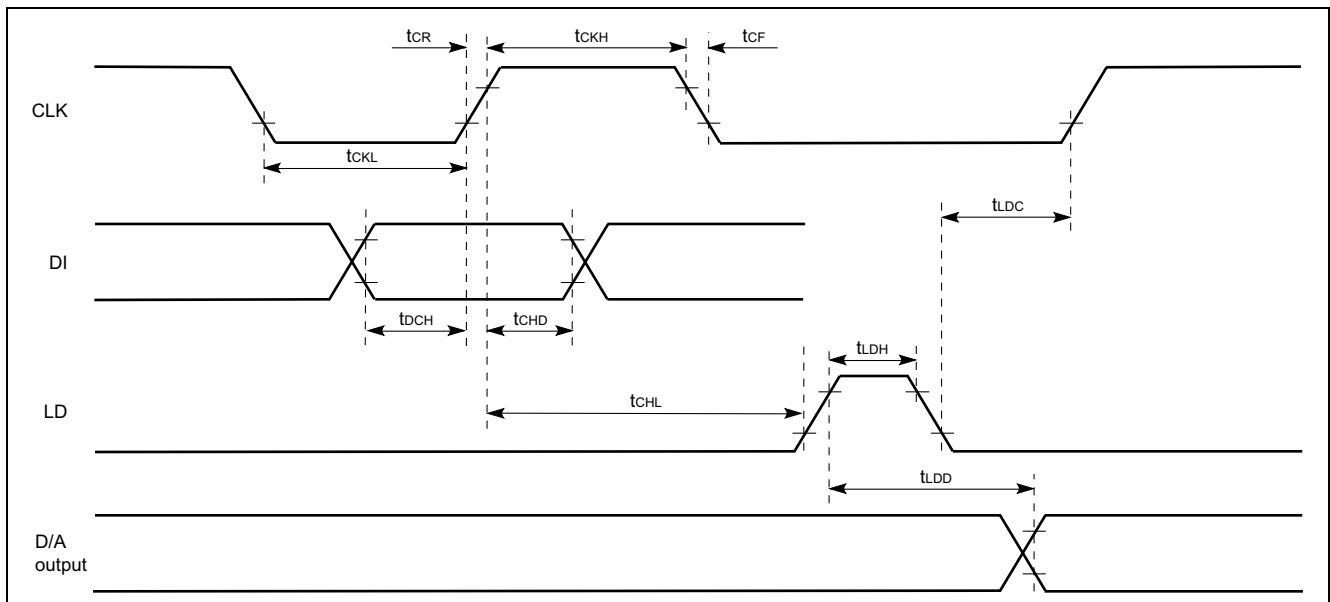 tCR
tCKH
tCF
CLK
tCKL
tLDC
DI
tDCH
tCHD
tLDH
tCHL
LD
tLDD
D/A
output